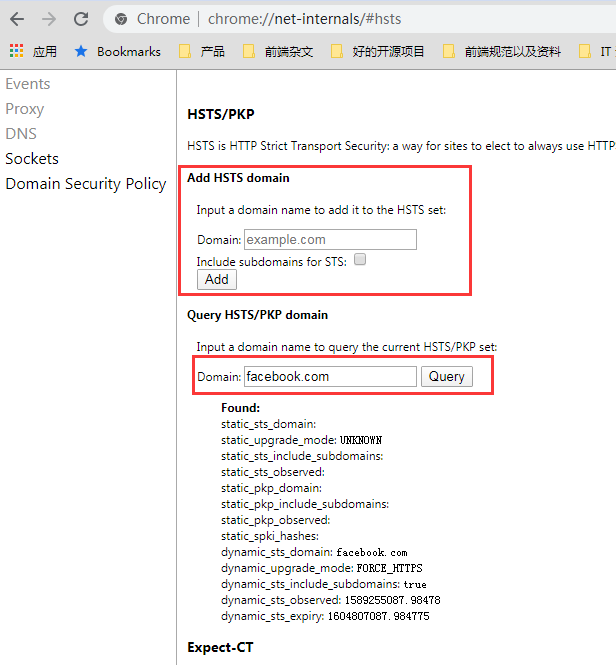 Chrome | chrome://net-internals/#hsts
应用 Bookmarks 产品 前端杂文 好的开源项目 前端规范以及资料 IT
Events
Proxy
DNS
Sockets
Domain Security Policy
HSTS/PKP
HSTS is HTTP Strict Transport Security: a way for sites to elect to always use HTTP
Add HSTS domain
Input a domain name to add it to the HSTS set:
Domain: example.com
Include subdomains for STS:
Add
Query HSTS/PKP domain
Input a domain name to query the current HSTS/PKP set:
Domain: facebook.com Query
Found:
static_sts_domain:
static_upgrade_mode: UNKNOWN
static_sts_include_subdomains:
static_sts_observed:
static_pkp_domain:
static_pkp_include_subdomains:
static_pkp_observed:
static_spki_hashes:
dynamic_sts_domain: facebook.com
dynamic_upgrade_mode: FORCE_HTTPS
dynamic_sts_include_subdomains: true
dynamic_sts_observed: 1589255087.98478
dynamic_sts_expiry: 1604807087.984775
Expect-CT